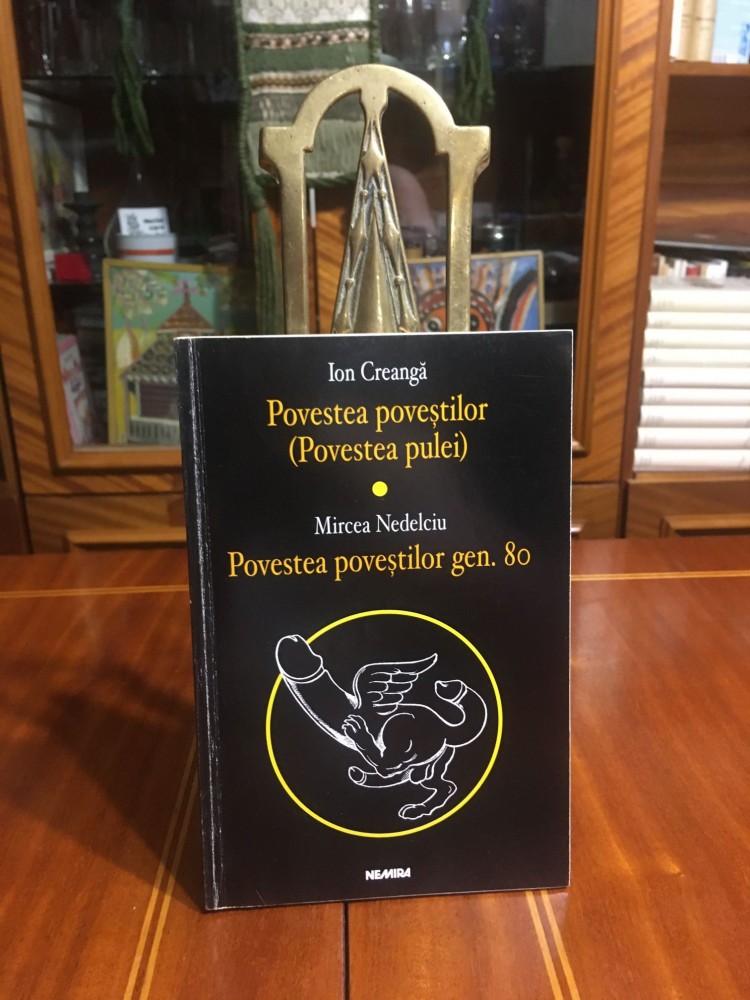 Ion Creangă
Povestea poveștilor
(Povestea pulei)
Mircea Nedelciu
Povestea poveștilor gen. 80
NEMIRA